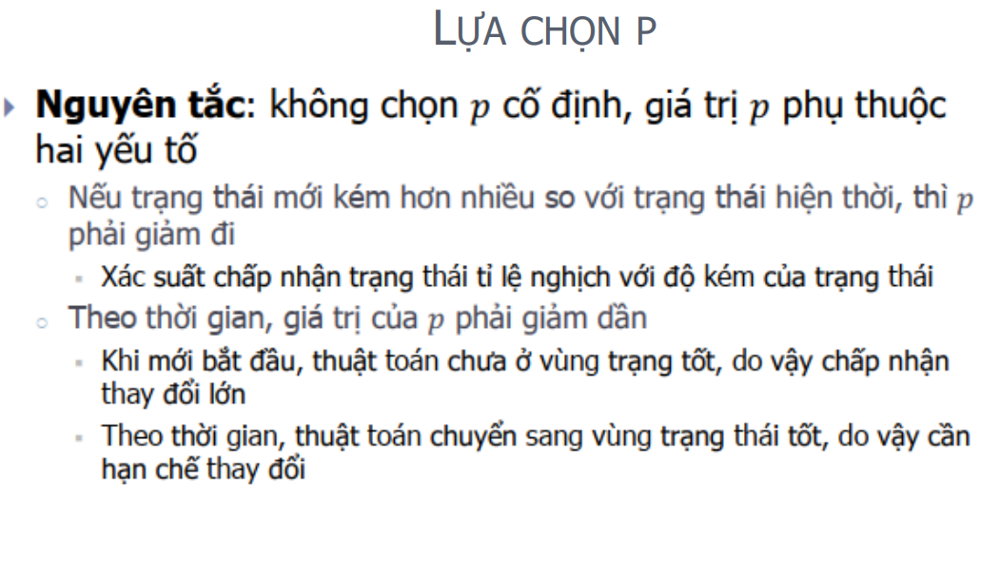 LỰA CHỌN P
Nguyên tắc: không chọn p cố định, giá trị p phụ thuộc
hai yếu tố
Nếu trạng thái mới kém hơn nhiều so với trạng thái hiện thời, thì p
phải giảm đi
Xác suất chấp nhận trạng thái tỉ lệ nghịch với độ kém của trạng thái
Theo thời gian, giá trị của p phải giảm dần
Khi mới bắt đầu, thuật toán chưa ở vùng trạng tốt, do vậy chấp nhận
thay đổi lớn
Theo thời gian, thuật toán chuyển sang vùng trạng thái tốt, do vậy cần
hạn chế thay đổi